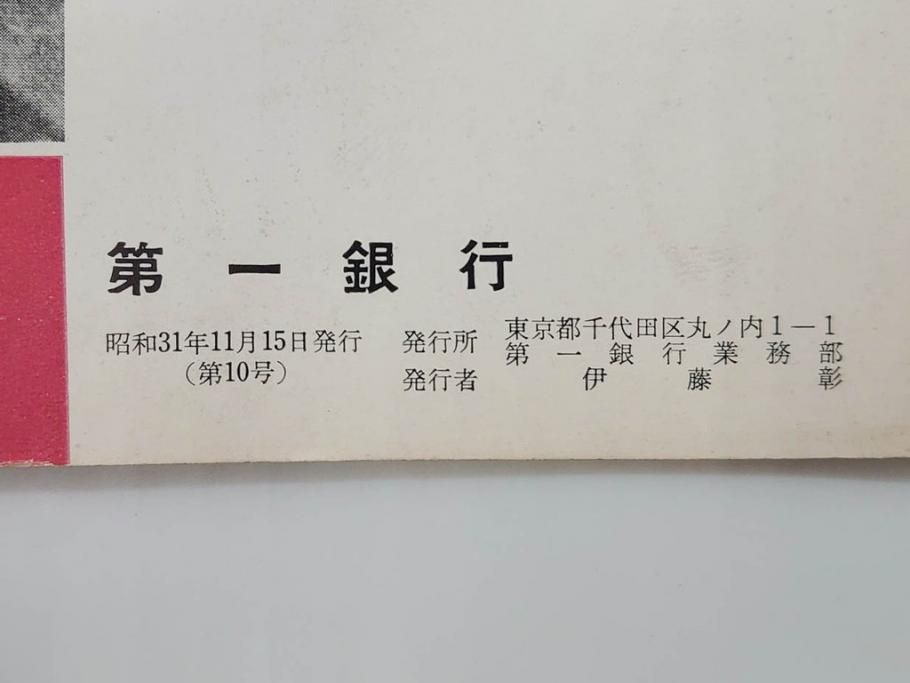 第一銀行
昭和31年11月15日発行
(第10号)
発行所 東京都千代田区丸ノ内1―1
第一銀行業務部
発行者 伊藤彰